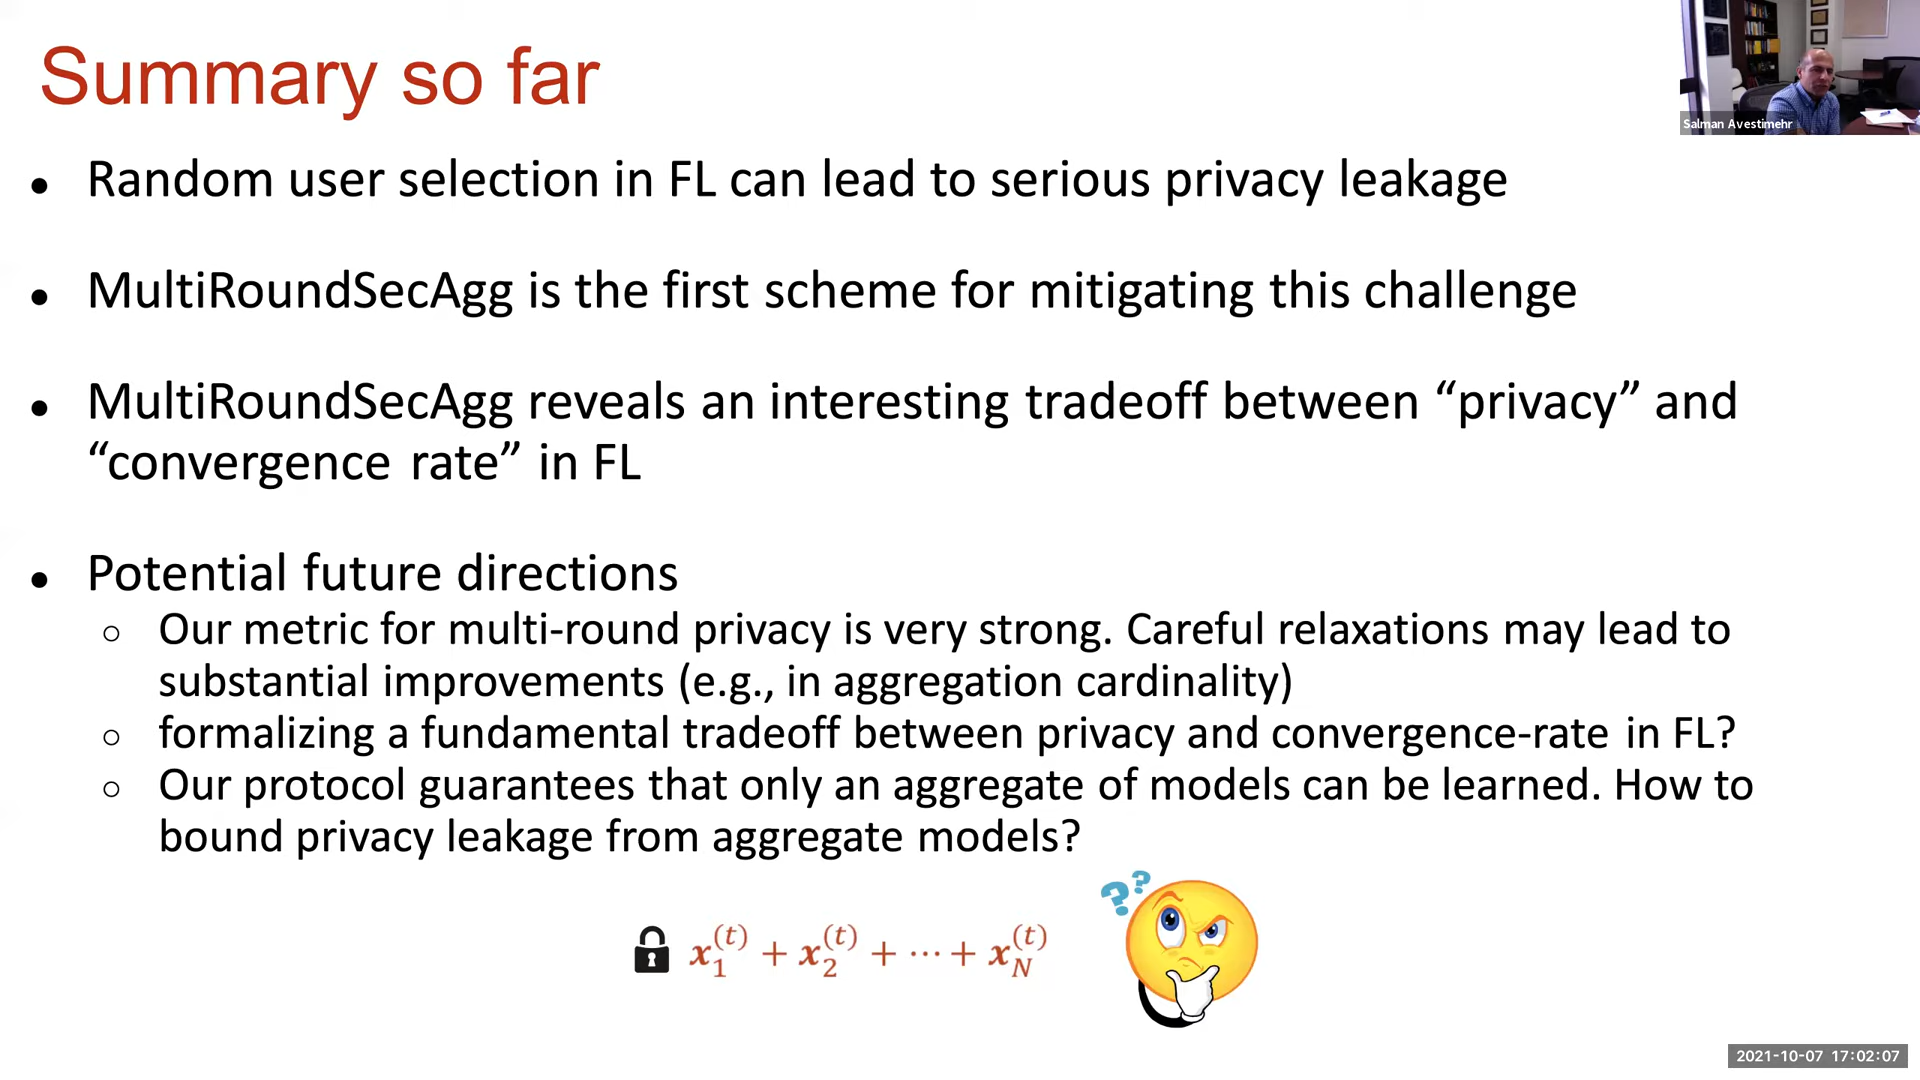 Summary so far
Salman Avestimehr
● Random user selection in FL can lead to serious privacy leakage
● MultiRoundSecAgg is the first scheme for mitigating this challenge
● MultiRoundSecAgg reveals an interesting tradeoff between “privacy” and
“convergence rate” in FL
● Potential future directions
○ Our metric for multi-round privacy is very strong. Careful relaxations may lead to
substantial improvements (e.g., in aggregation cardinality)
○ formalizing a fundamental tradeoff between privacy and convergence-rate in FL?
○ Our protocol guarantees that only an aggregate of models can be learned. How to
bound privacy leakage from aggregate models?
x₁⁽ᵗ⁾ + x₂⁽ᵗ⁾ + ⋯ + x_N⁽ᵗ⁾
??
2021-10-07 17:02:07